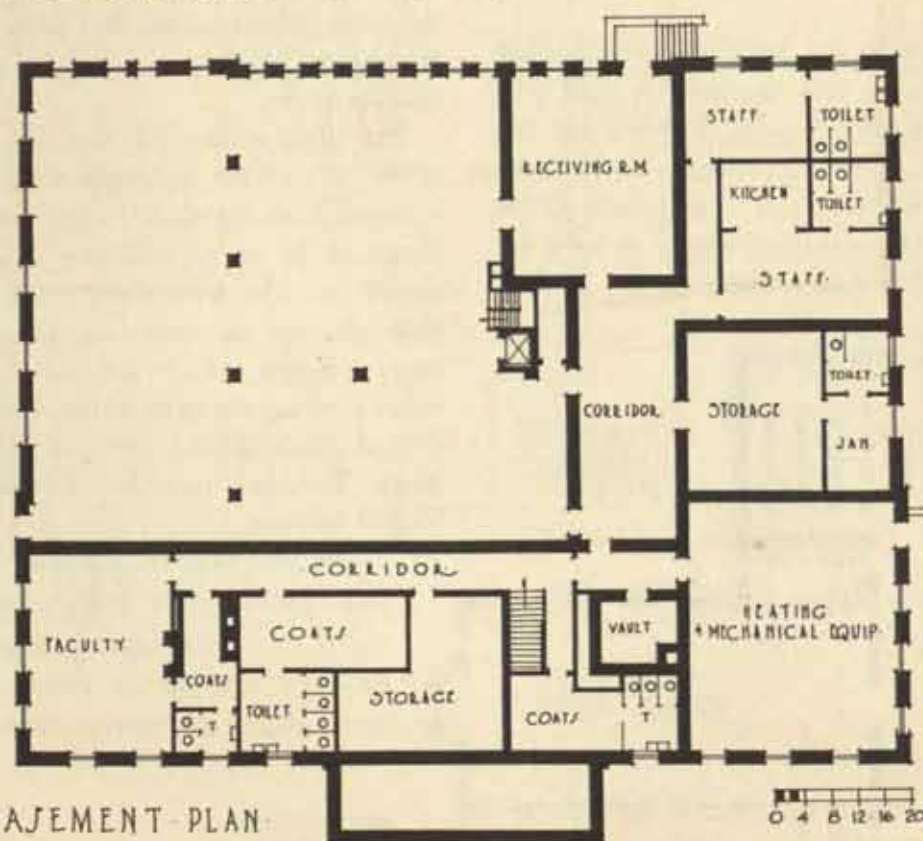 STAFF
TOILET
RECEIVING RM.
KITCHEN
TOILET
STAFF
CORRIDOR
STORAGE
TOILET
JAN.
CORRIDOR
FACULTY
COATS
COATS
TOILET
T
STORAGE
COATS
VAULT
T
HEATING
& MECHANICAL EQUIP.
ASEMENT-PLAN
0 4 8 12 16 20